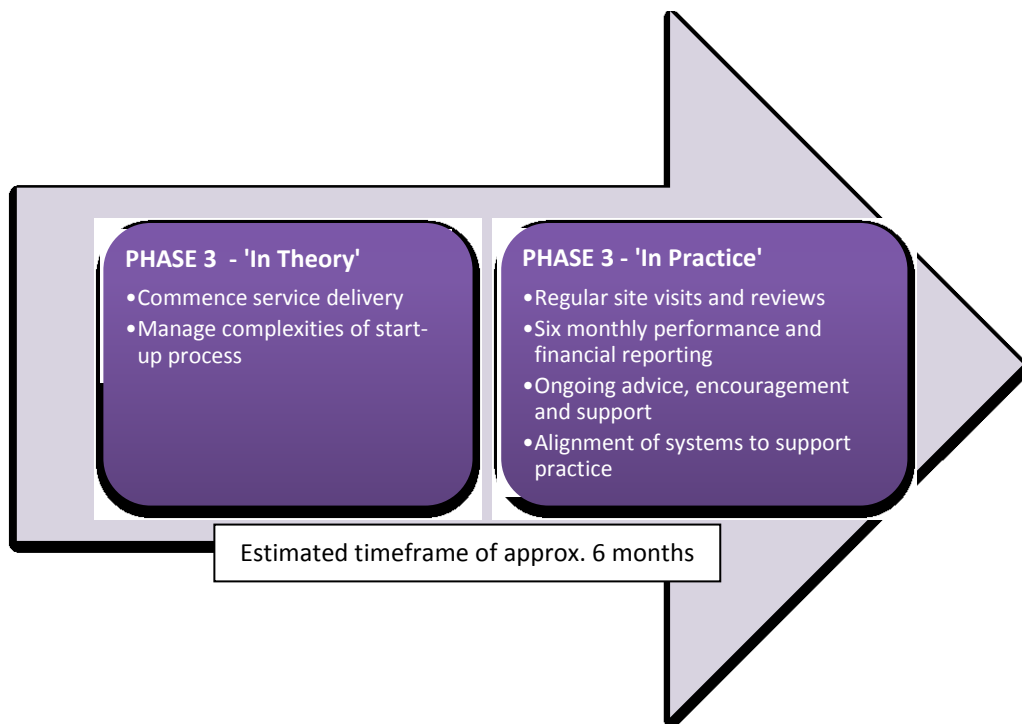 PHASE 3  - 'In Theory'
•Commence service delivery
•Manage complexities of start-
up process
PHASE 3 - 'In Practice'
•Regular site visits and reviews
•Six monthly performance and
financial reporting
•Ongoing advice, encouragement
and support
•Alignment of systems to support
practice
Estimated timeframe of approx. 6 months